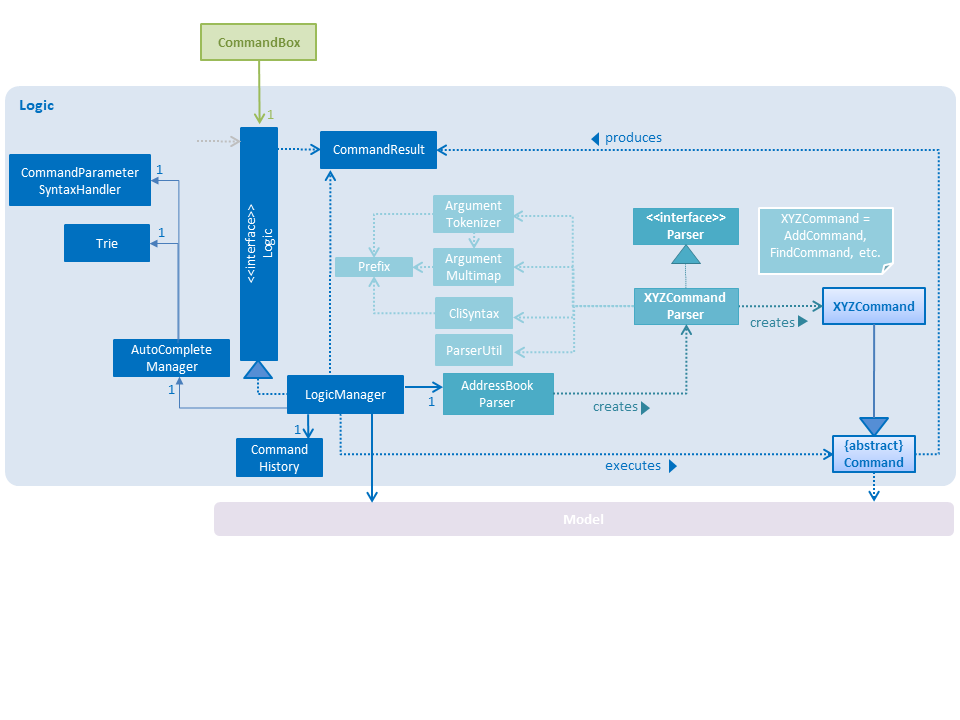 CommandBox
1
Logic
produces
CommandResult
CommandParameter
SyntaxHandler
1
<<interface>>
Logic
Argument
Tokenizer
<<interface>>
Parser
XYZCommand =
AddCommand,
FindCommand, etc.
Trie
1
Prefix
Argument
Multimap
CliSyntax
XYZCommand
Parser
creates
XYZCommand
ParserUtil
AutoComplete
Manager
1
LogicManager
1
AddressBook
Parser
creates
1
Command
History
executes
{abstract}
Command
Model